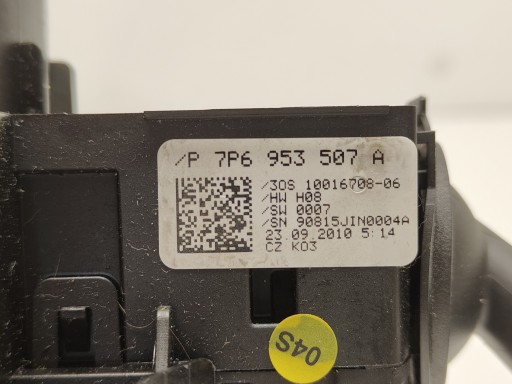 /P 7P6 953 507 A
/3OS 10016708-06
/HW H08
/SW 0007
/SN 90815JIN0004A
23 09 2010 5:14
CZ K03
04S